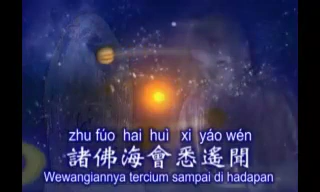 zhu fúo hai huì xi yáo wén
諸佛海會悉遙聞
Wewangiannya tercium sampai di hadapan